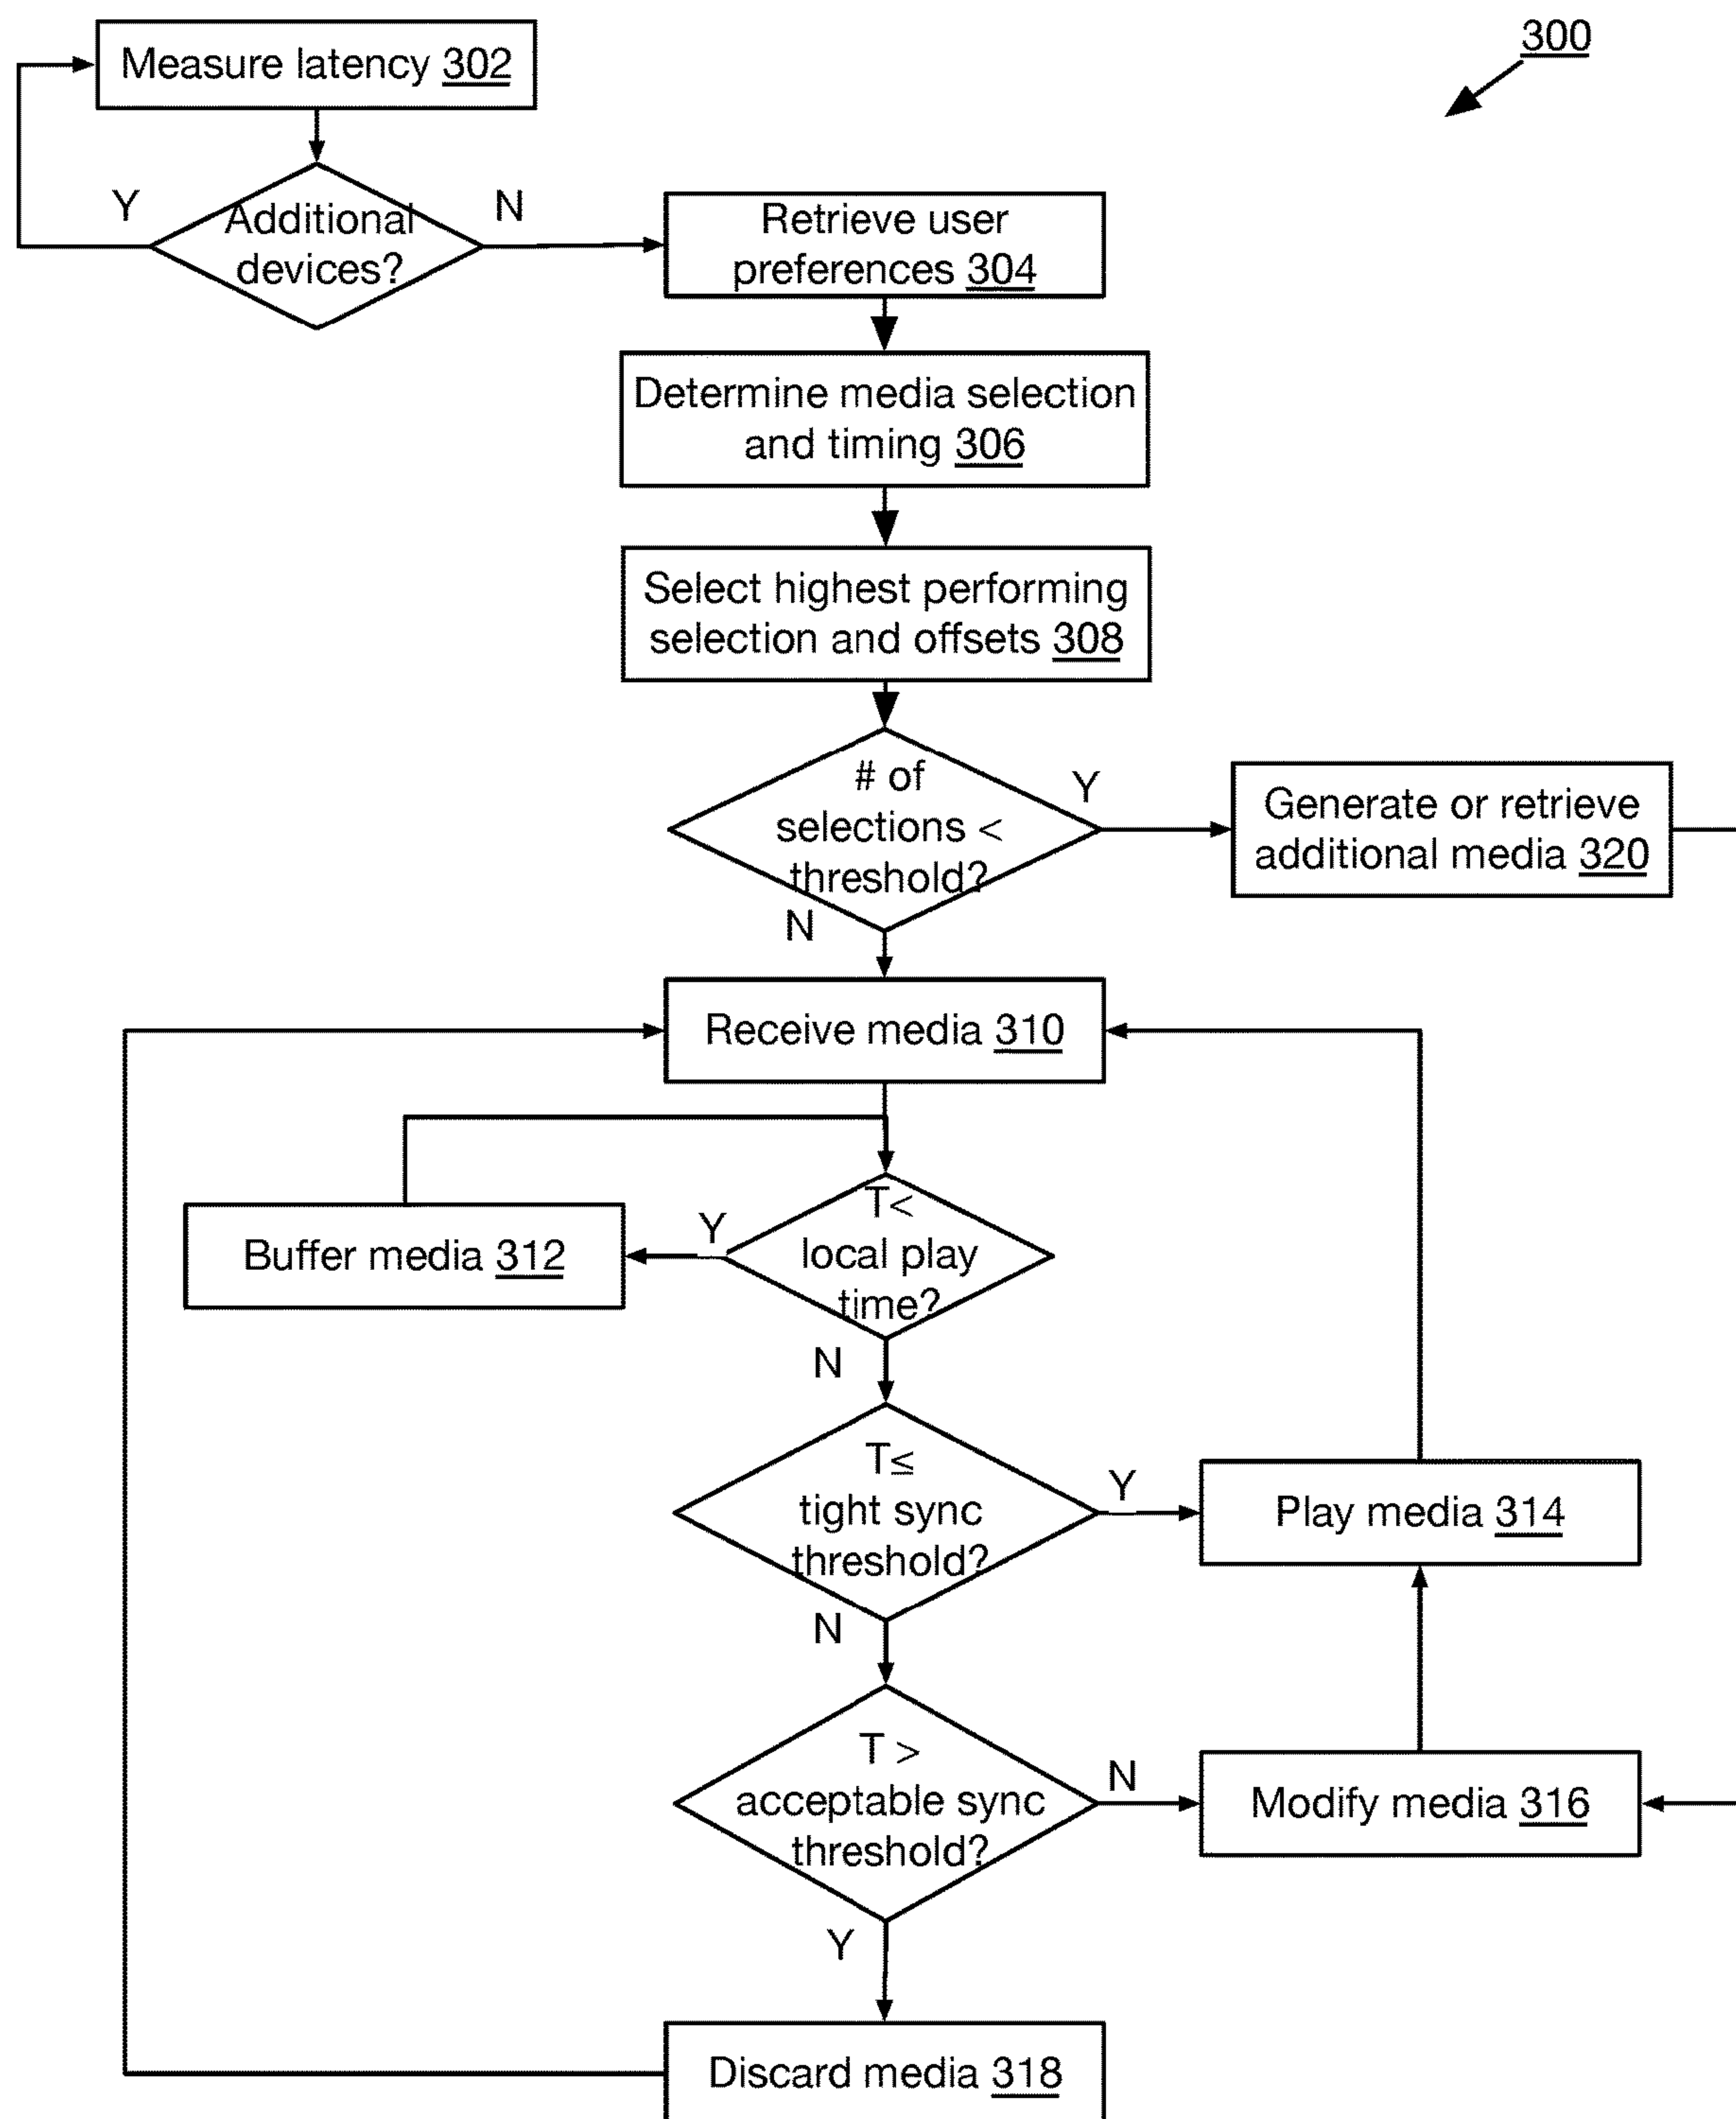 300
Measure latency 302
Additional
devices?
Y
N
Retrieve user
preferences 304
Determine media selection
and timing 306
Select highest performing
selection and offsets 308
# of
selections <
threshold?
Y
N
Generate or retrieve
additional media 320
Receive media 310
T<
local play
time?
Y
N
Buffer media 312
T≤
tight sync
threshold?
Y
N
Play media 314
T >
acceptable sync
threshold?
N
Y
Modify media 316
Discard media 318